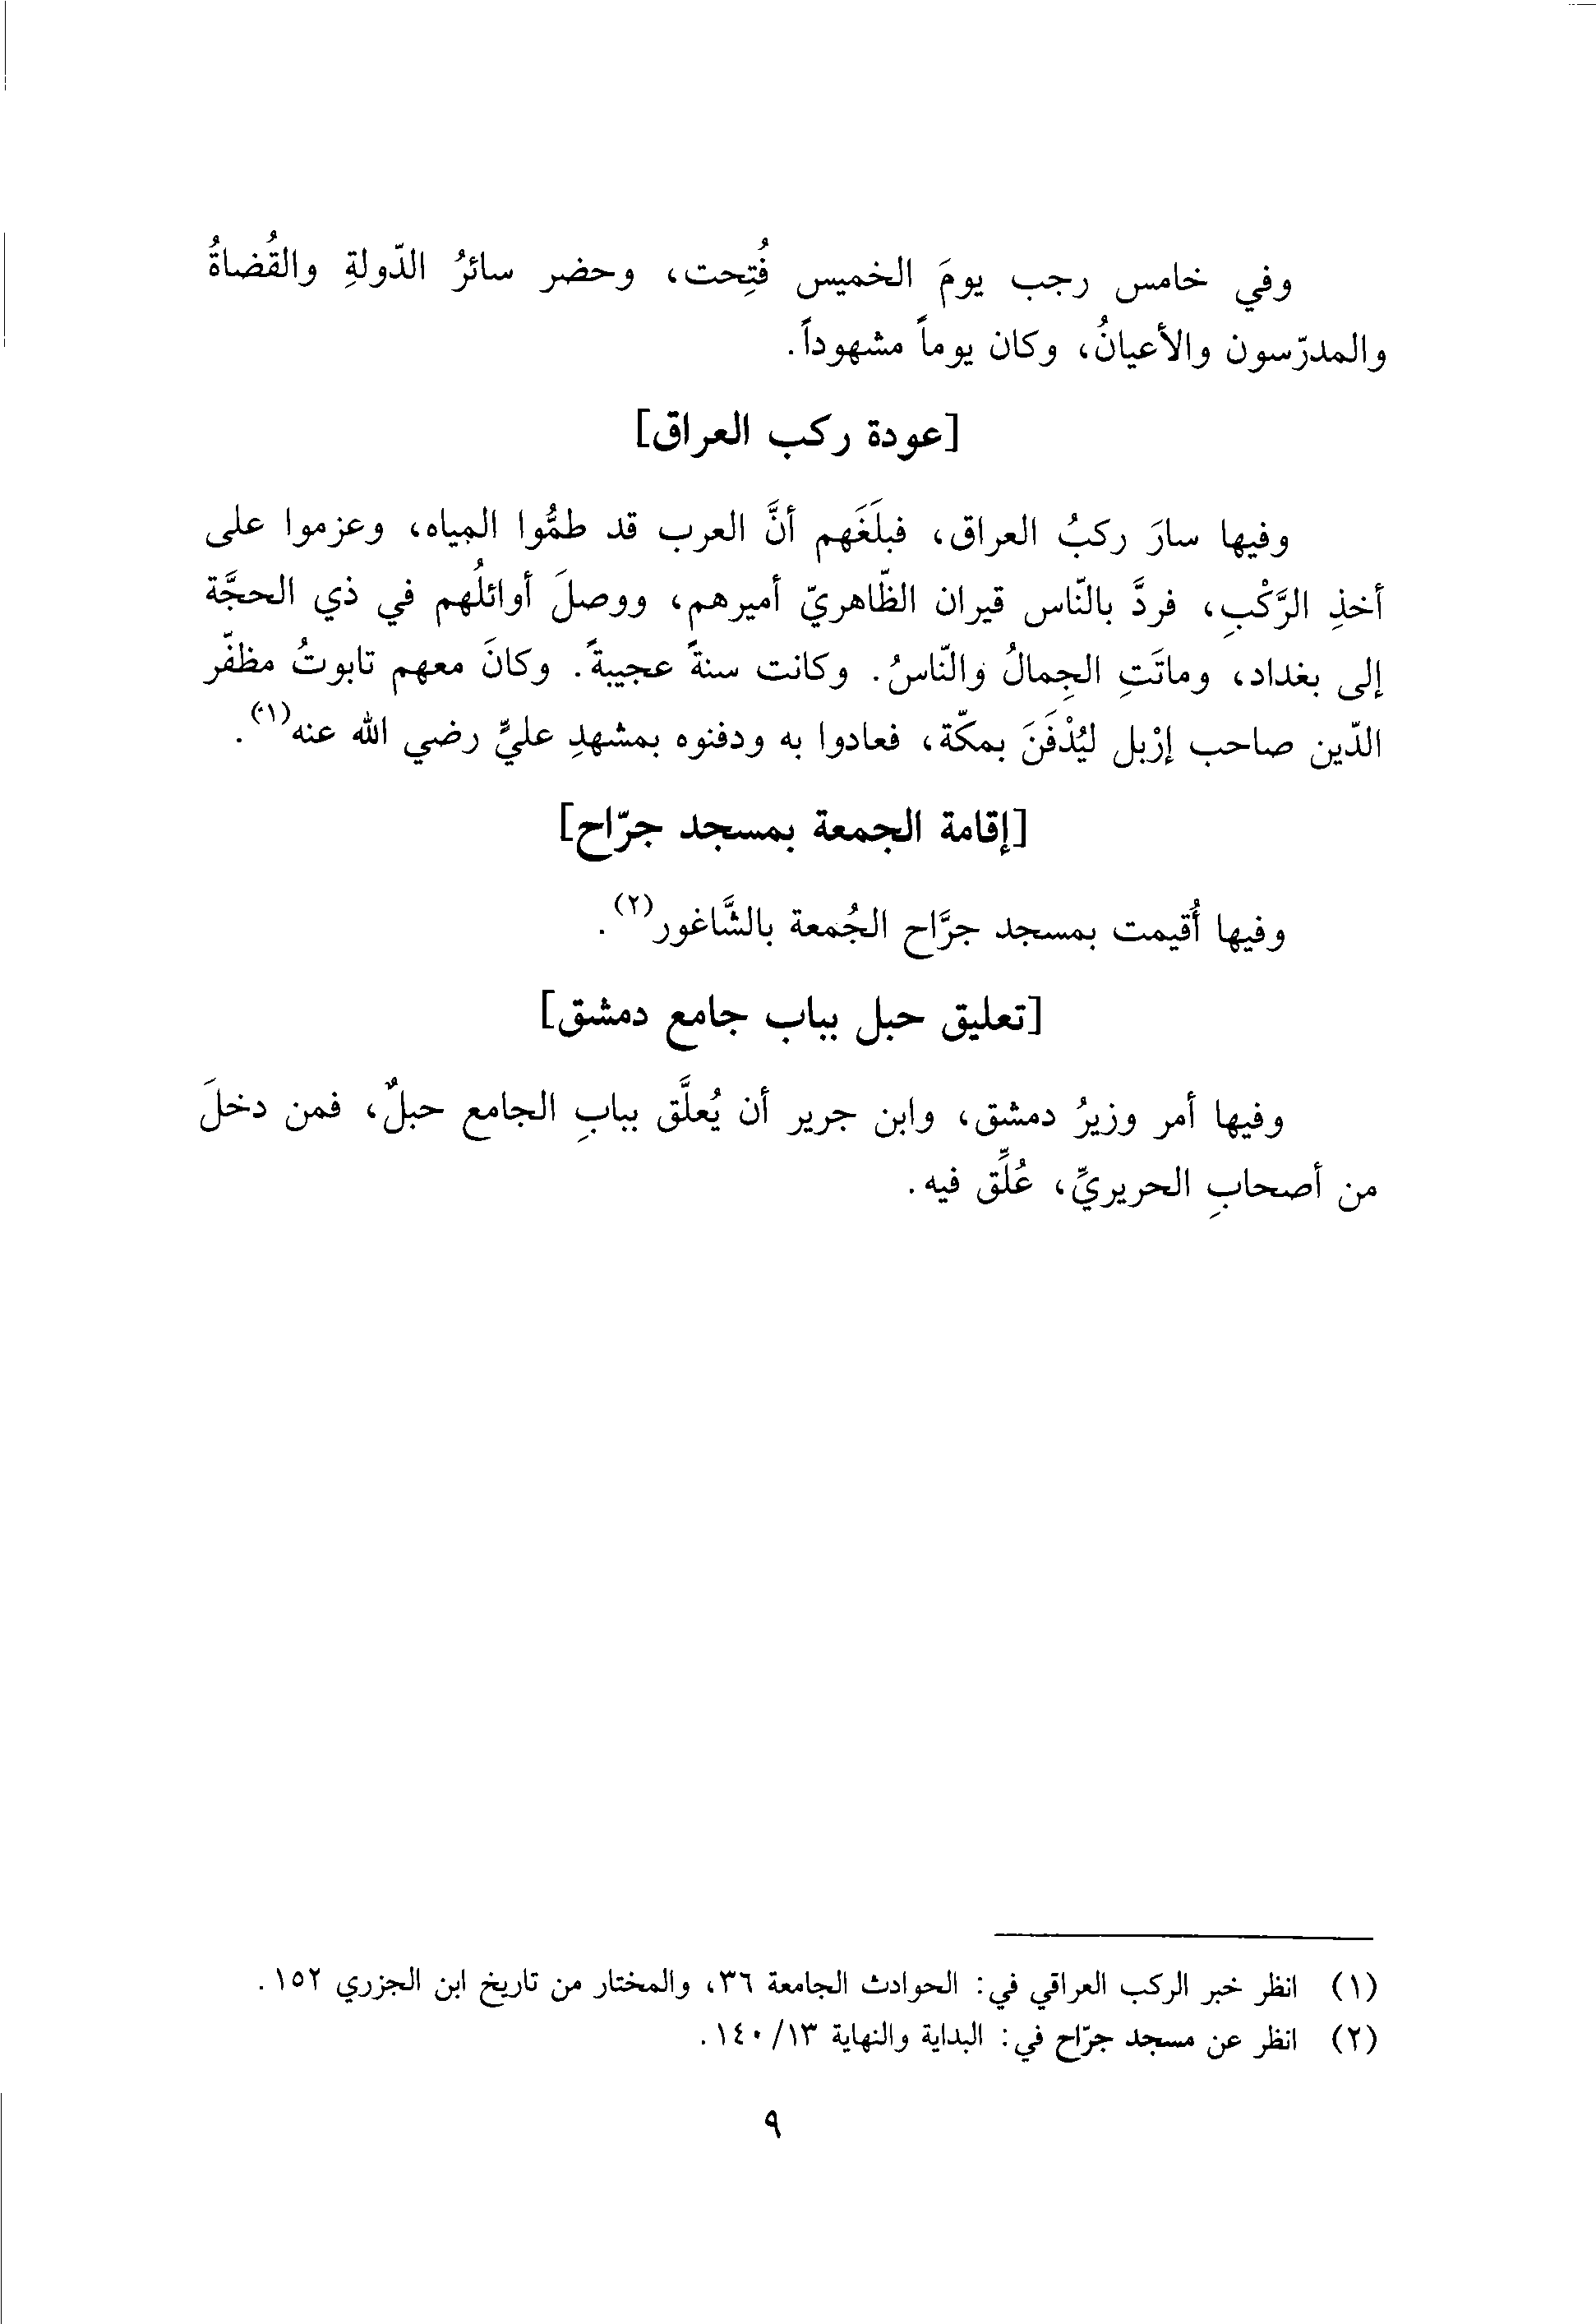 وفي خامس رجب يومَ الخميس فُتِحت، وحضر سائرُ الدّولةِ والقُضاةُ
والمدرّسون والأعيانُ، وكان يوماً مشهوداً.
[عودة ركب العراق]
وفيها سارَ ركبُ العراق، فبلَغَهم أنَّ العرب قد طمُّوا المياه، وعزموا على
أخذِ الرَّكْبِ، فردَّ بالنّاس قيران الظّاهريّ أميرهم، ووصلَ أوائلُهم في ذي الحجَّة
إلى بغداد، وماتَتِ الجِمالُ والنّاسُ. وكانت سنةً عجيبةً. وكانَ معهم تابوتُ مظفّر
الدّين صاحب إرْبل ليُدْفَنَ بمكّة، فعادوا به ودفنوه بمشهدِ عليٍّ رضي الله عنه(١).
[إقامة الجمعة بمسجد جرّاح]
وفيها أُقيمت بمسجد جرَّاح الجُمعة بالشَّاغور(٢).
[تعليق حبل بباب جامع دمشق]
وفيها أمر وزيرُ دمشق، وابن جرير أن يُعلَّق ببابِ الجامع حبلٌ، فمن دخلَ
من أصحابِ الحريريِّ، عُلِّق فيه.
(١) انظر خبر الركب العراقي في: الحوادث الجامعة ٣٦، والمختار من تاريخ ابن الجزري ١٥٢.
(٢) انظر عن مسجد جرّاح في: البداية والنهاية ١٣/ ١٤٠.
٩